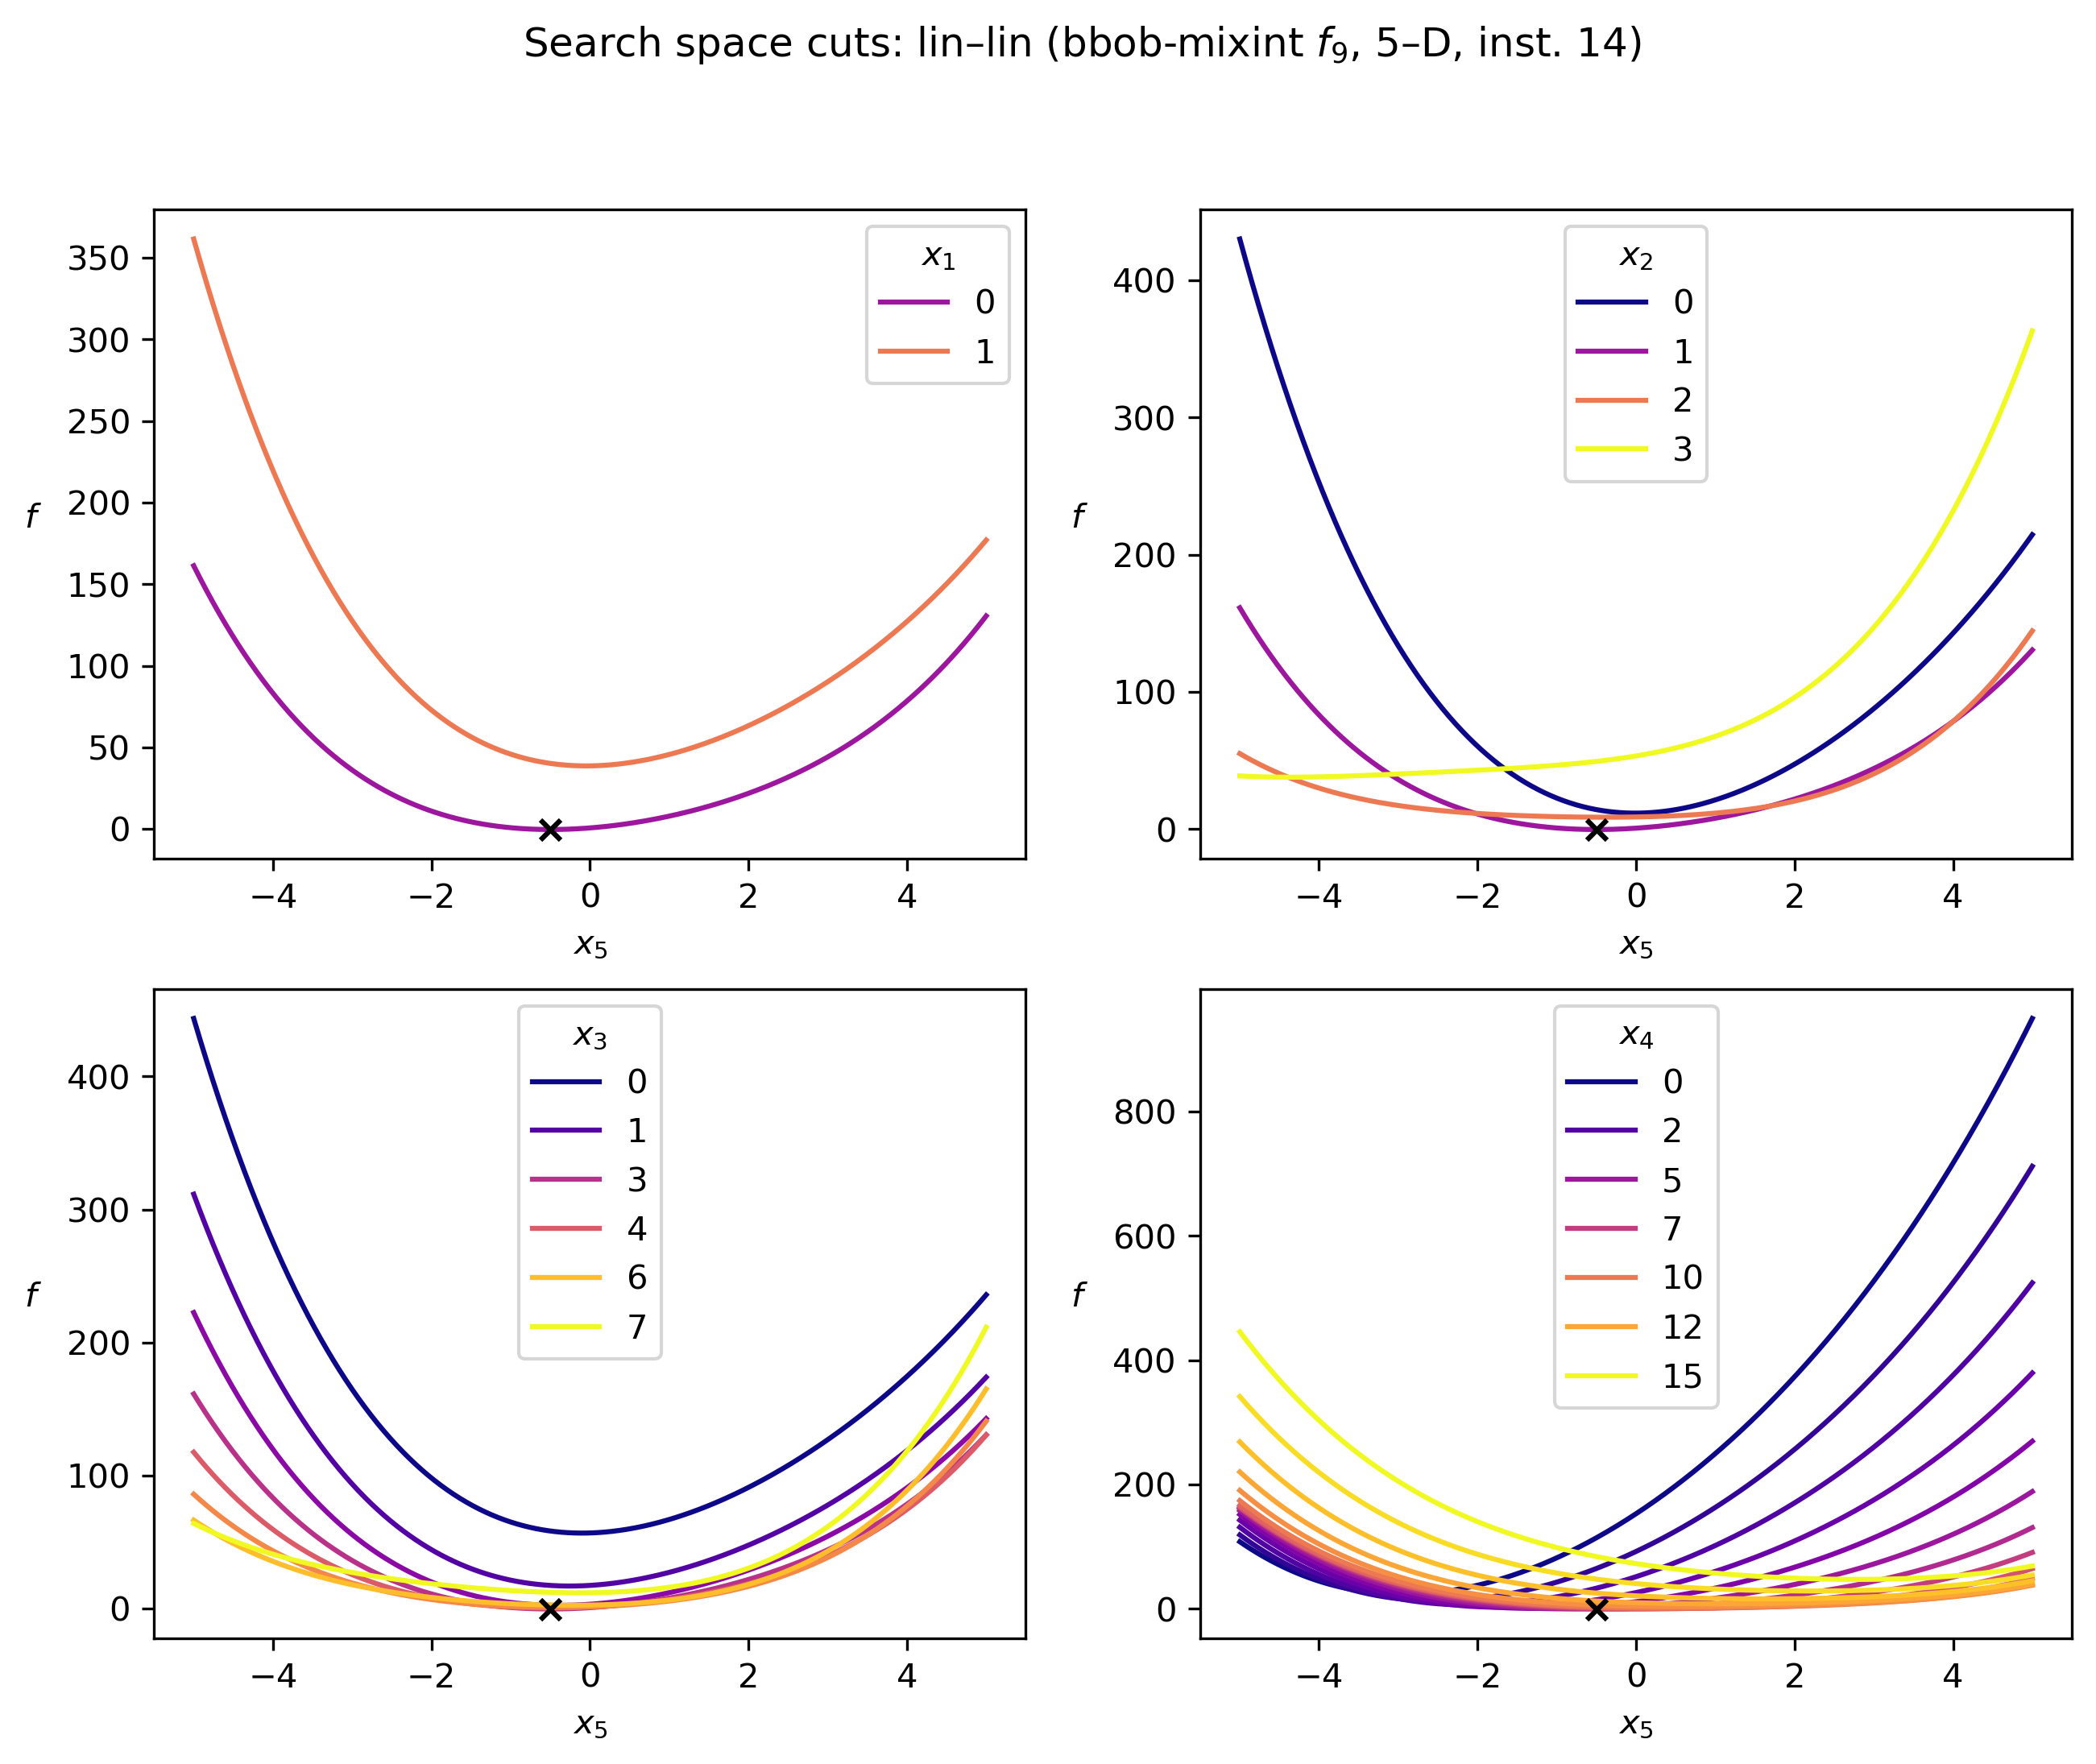 Search space cuts: lin–lin (bbob-mixint f₉, 5–D, inst. 14)
350
300
250
200
150
100
50
0
f
−4 −2 0 2 4
x₅
x₁
0
1
400
300
200
100
0
f
−4 −2 0 2 4
x₅
x₂
0
1
2
3
400
300
200
100
0
f
−4 −2 0 2 4
x₅
x₃
0
1
3
4
6
7
800
600
400
200
0
f
−4 −2 0 2 4
x₅
x₄
0
2
5
7
10
12
15